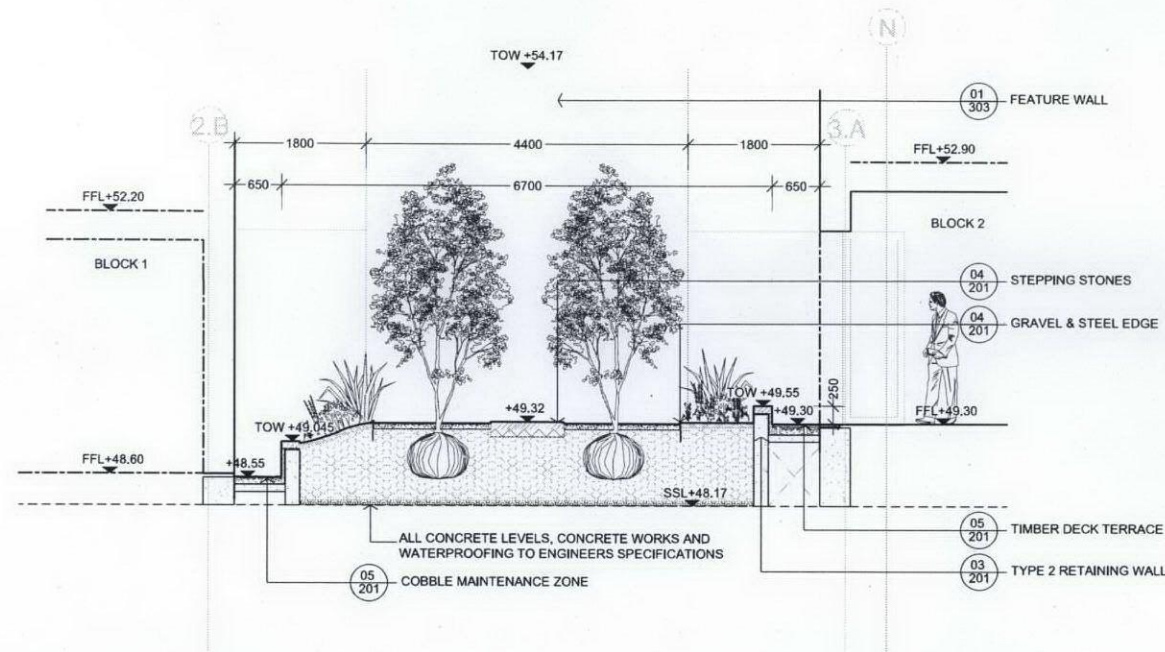 N
TOW +54.17
01
303
FEATURE WALL
2.B
3.A
1800
4400
1800
FFL+52.90
650
6700
650
FFL+52.20
BLOCK 1
BLOCK 2
04
201
STEPPING STONES
04
201
GRAVEL & STEEL EDGE
+49.32
TOW +49.55
250
+49.30
FFL+49.30
TOW +49.045
FFL+48.60
+48.55
SSL+48.17
ALL CONCRETE LEVELS, CONCRETE WORKS AND
WATERPROOFING TO ENGINEERS SPECIFICATIONS
05
201
TIMBER DECK TERRACE
05
201
COBBLE MAINTENANCE ZONE
03
201
TYPE 2 RETAINING WALL